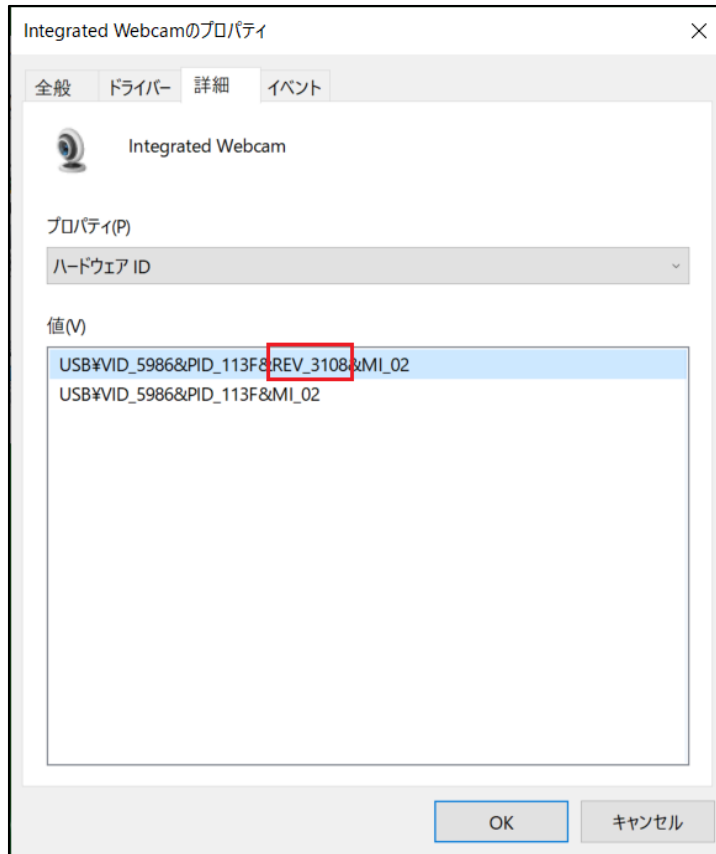 Integrated Webcamのプロパティ
全般 ドライバー 詳細 イベント
Integrated Webcam
プロパティ(P)
ハードウェア ID
値(V)
USB¥VID_5986&PID_113F&REV_3108&MI_02
USB¥VID_5986&PID_113F&MI_02
OK キャンセル